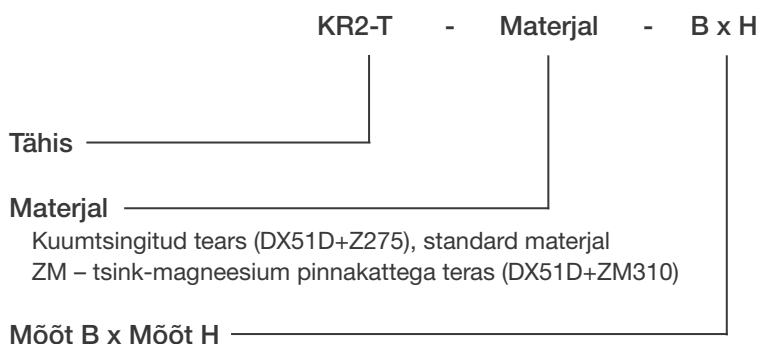 KR2-T - Materjal - B x H
Tähis
Materjal
Kuumtsingitud tears (DX51D+Z275), standard materjal
ZM – tsink-magneesium pinnakattega teras (DX51D+ZM310)
Mõõt B x Mõõt H